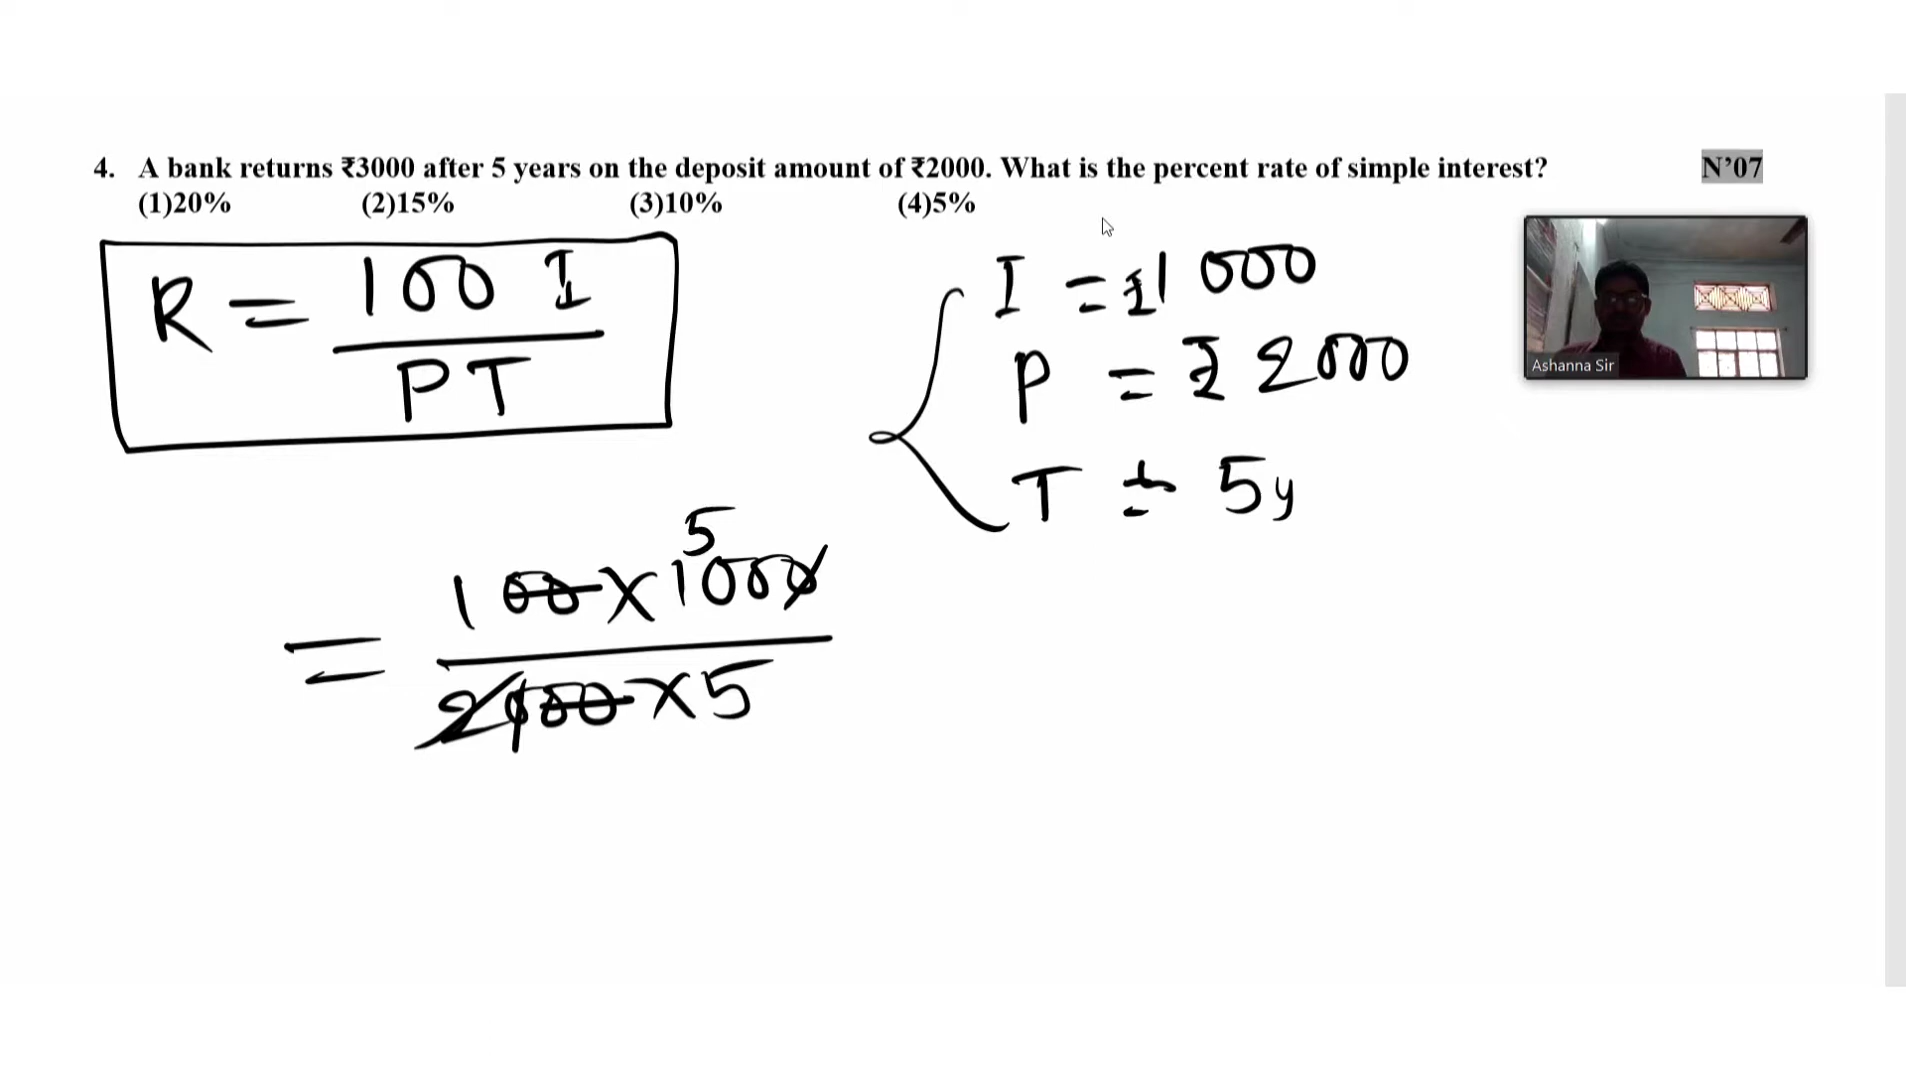 4. A bank returns ₹3000 after 5 years on the deposit amount of ₹2000. What is the percent rate of simple interest? N’07
(1)20% (2)15% (3)10% (4)5%
R = 100 I
PT
I = ₹1000
P = ₹2000
T = 5y
Ashanna Sir
5
= 100 X 1000
2000 X 5